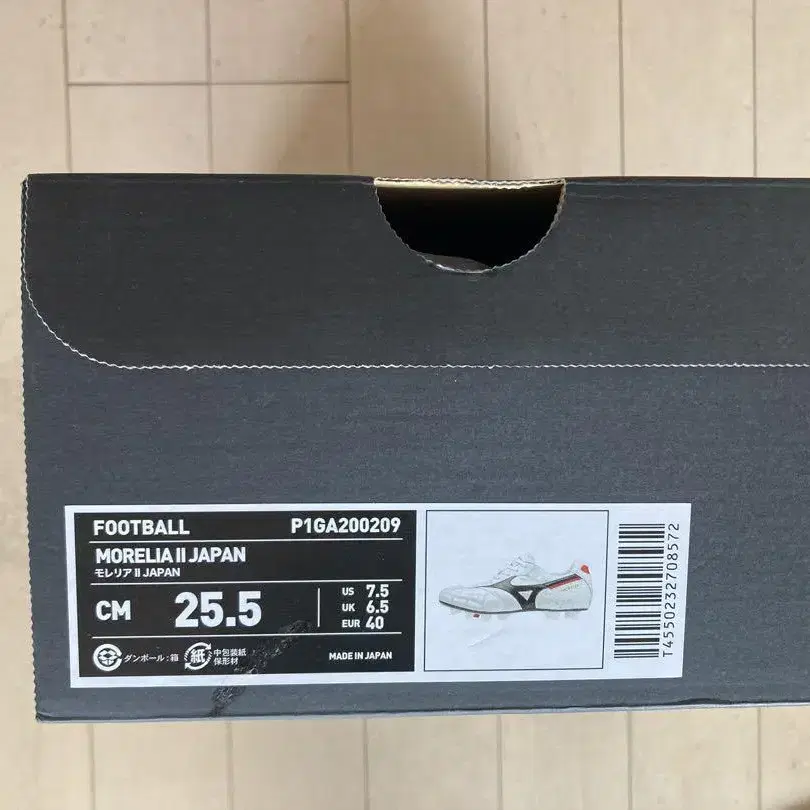 FOOTBALL P1GA200209
MORELIA II JAPAN
モレリア II JAPAN
CM 25.5
US 7.5
UK 6.5
EUR 40
ダンボール:箱
紙 中包装紙
保形材
MADE IN JAPAN
T4550232708572